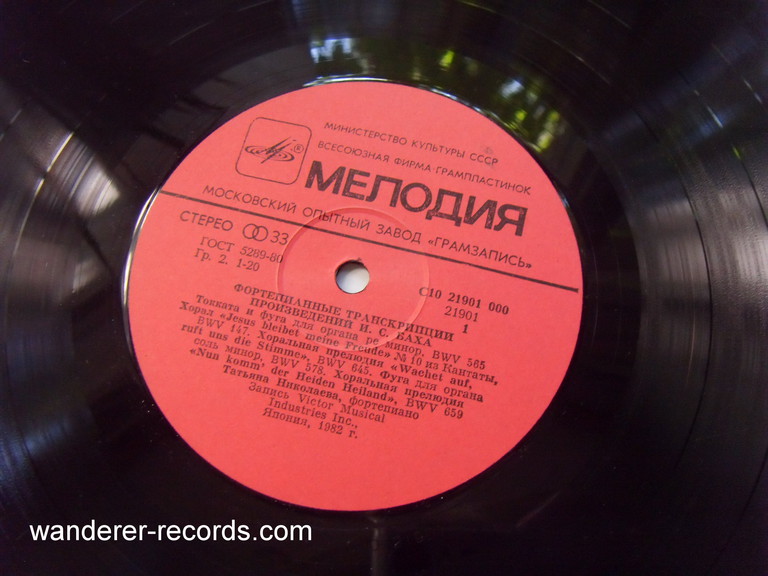 МИНИСТЕРСТВО КУЛЬТУРЫ СССР
ВСЕСОЮЗНАЯ ФИРМА ГРАМПЛАСТИНОК
®
МЕЛОДИЯ
МОСКОВСКИЙ ОПЫТНЫЙ ЗАВОД «ГРАМЗАПИСЬ»
СТЕРЕО 33
ГОСТ 5289-80
Гр. 2. 1-20
С10 21901 000
21901
1
ФОРТЕПИАННЫЕ ТРАНСКРИПЦИИ
ПРОИЗВЕДЕНИЙ И. С. БАХА
Токката и фуга для органа ре минор, BWV 565
Хорал «Jesus bleibet meine Freude» № 10 из Кантаты,
BWV 147. Хоральная прелюдия «Wachet auf,
ruft uns die Stimme», BWV 645. Фуга для органа
соль минор, BWV 578. Хоральная прелюдия
«Nun komm' der Heiden Heiland», BWV 659
Татьяна Николаева, фортепиано
Запись Victor Musical
Industries Inc.,
Япония, 1982 г.
wanderer-records.com